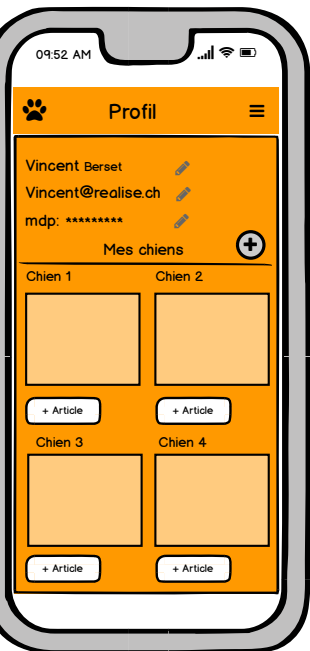 09:52 AM
Profil
Vincent Berset
Vincent@realise.ch
mdp: *********
Mes chiens
Chien 1 Chien 2
+ Article + Article
Chien 3 Chien 4
+ Article + Article